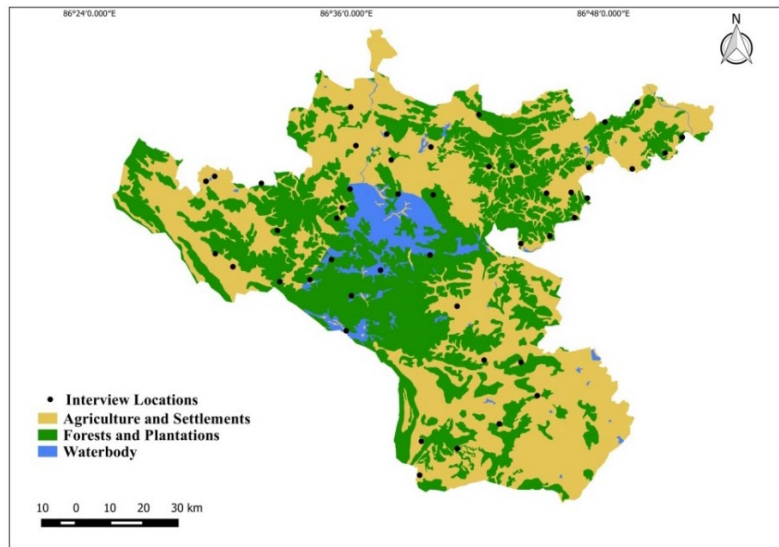 86°24'0.000"E 86°36'0.000"E 86°48'0.000"E
N
Interview Locations
Agriculture and Settlements
Forests and Plantations
Waterbody
10 0 10 20 30 km